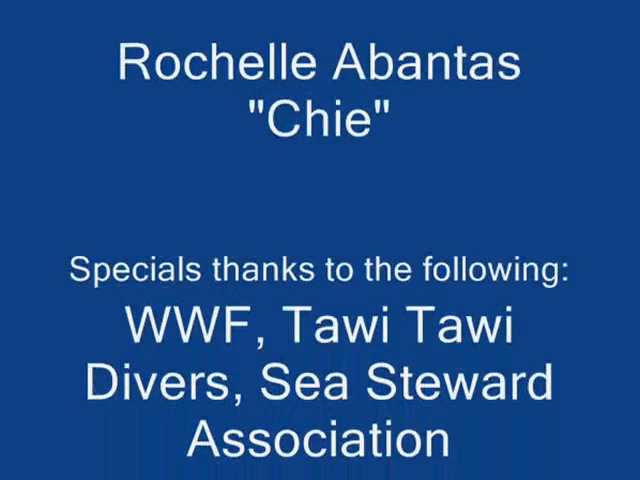 Rochelle Abantas
"Chie"
Specials thanks to the following:
WWF, Tawi Tawi
Divers, Sea Steward
Association